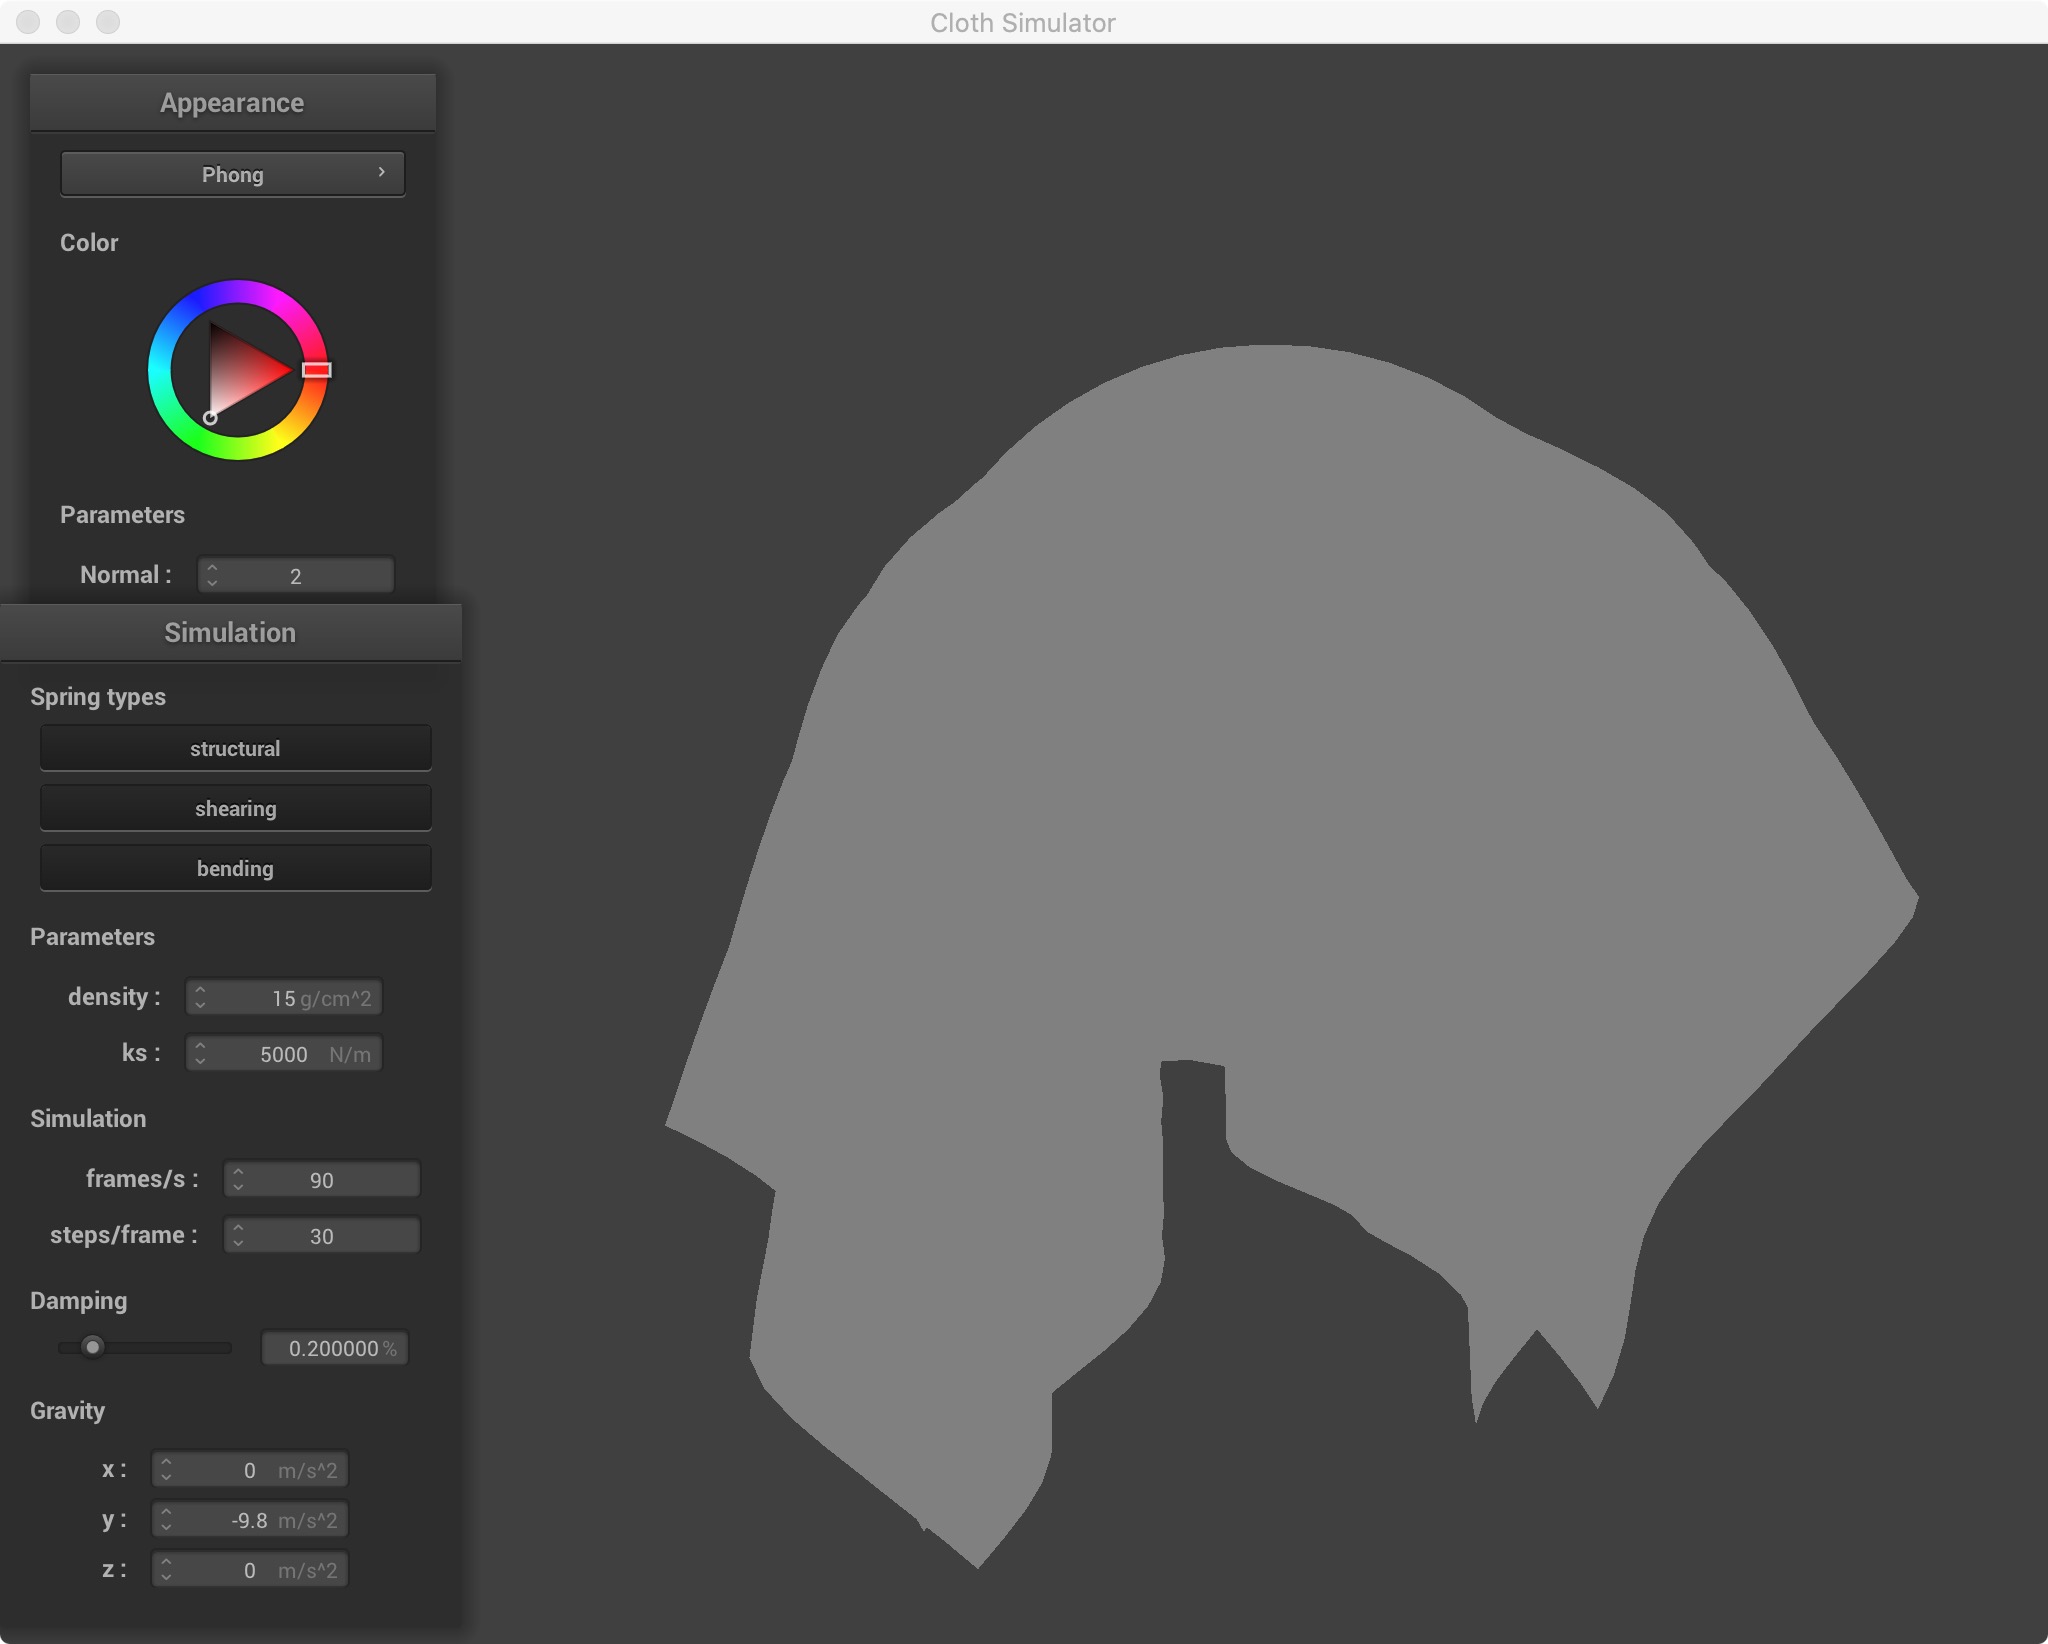 Cloth Simulator
Appearance
Phong
Color
Parameters
Normal : 2
Simulation
Spring types
structural
shearing
bending
Parameters
density : 15 g/cm^2
ks : 5000 N/m
Simulation
frames/s : 90
steps/frame : 30
Damping
0.200000 %
Gravity
x : 0 m/s^2
y : -9.8 m/s^2
z : 0 m/s^2